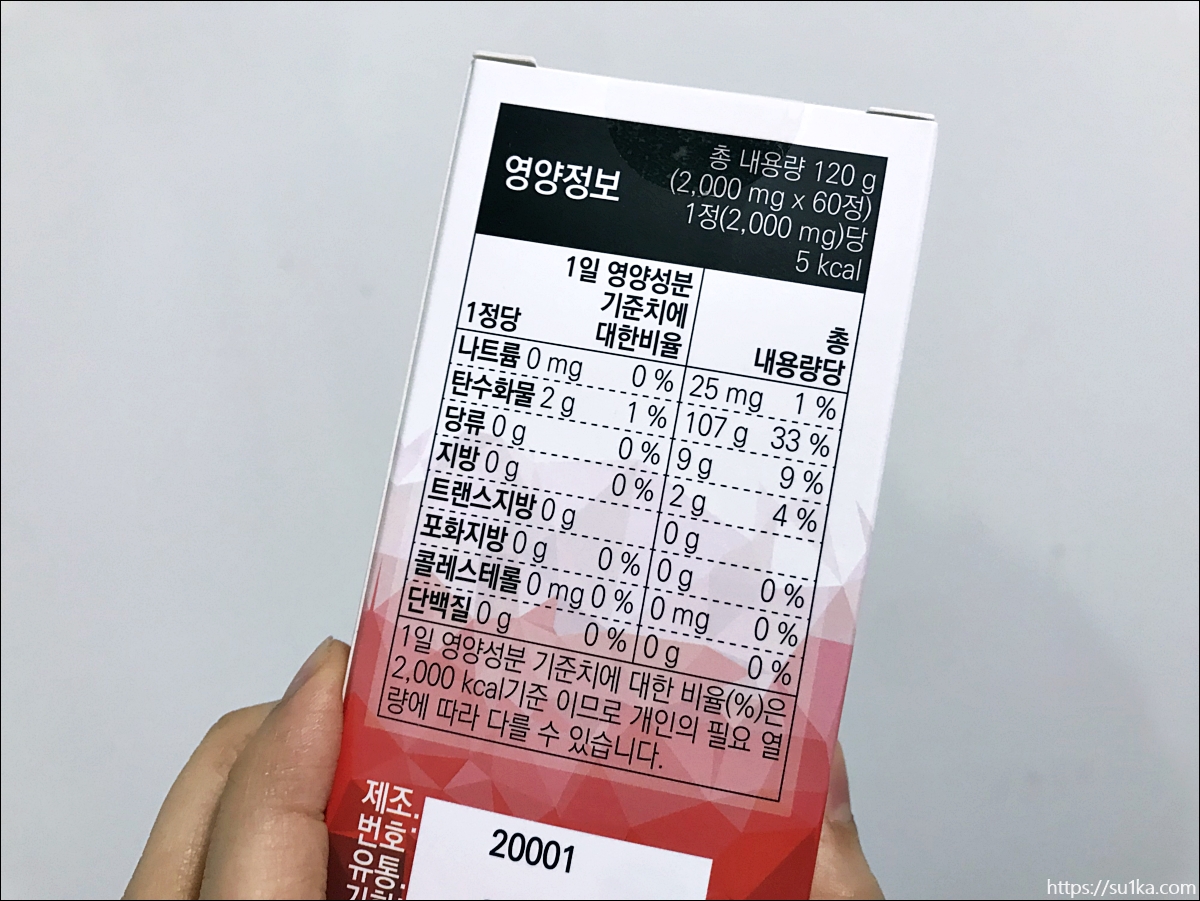 영양정보
총 내용량 120 g
(2,000 mg x 60정)
1정(2,000 mg)당
5 kcal
1정당
1일 영양성분
기준치에
대한비율
총
내용량당
나트륨 0 mg 0 % 25 mg 1 %
탄수화물 2 g 1 % 107 g 33 %
당류 0 g 0 % 9 g 9 %
지방 0 g 0 % 2 g 4 %
트랜스지방 0 g 0 g
포화지방 0 g 0 % 0 g 0 %
콜레스테롤 0 mg 0 % 0 mg 0 %
단백질 0 g 0 % 0 g 0 %
1일 영양성분 기준치에 대한 비율(%)은
2,000 kcal기준 이므로 개인의 필요 열
량에 따라 다를 수 있습니다.
제조
번호
유통
20001
https://su1ka.com